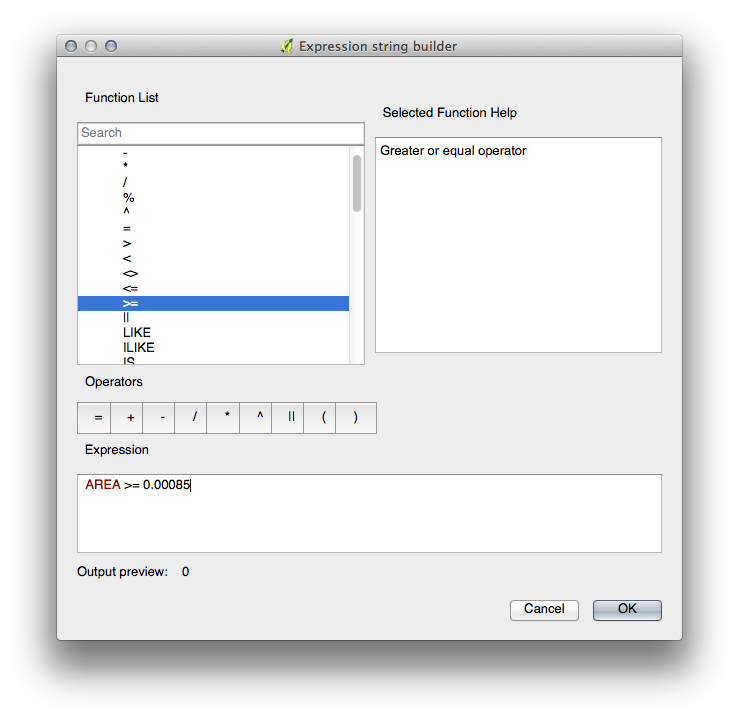 Expression string builder
Function List
Selected Function Help
Search
Greater or equal operator
-
*
/
%
^
=
>
<
<>
<=
>=
||
LIKE
ILIKE
IS
Operators
= + - / * ^ || ( )
Expression
AREA >= 0.00085
Output preview: 0
Cancel OK